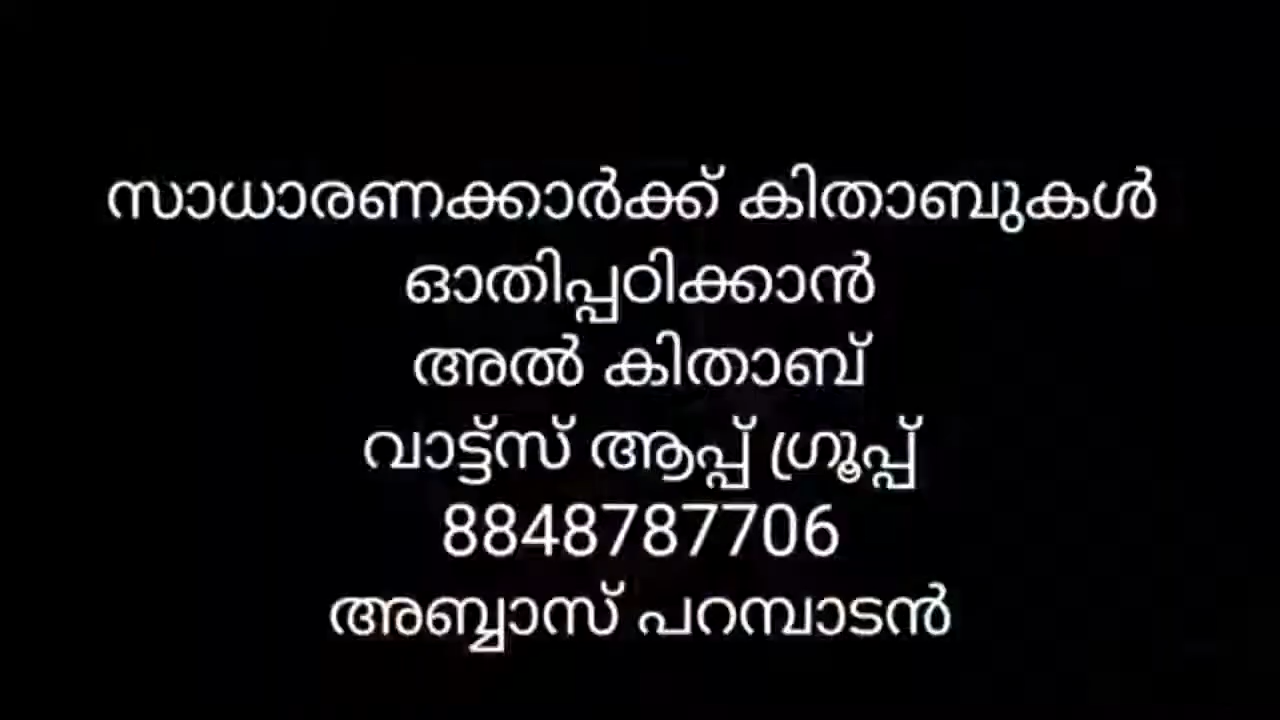 സാധാരണക്കാർക്ക് കിതാബുകൾ
ഓതിപ്പഠിക്കാൻ
അൽ കിതാബ്
വാട്ട്സ് ആപ്പ് ഗ്രൂപ്പ്
8848787706
അബ്ബാസ് പറമ്പാടൻ